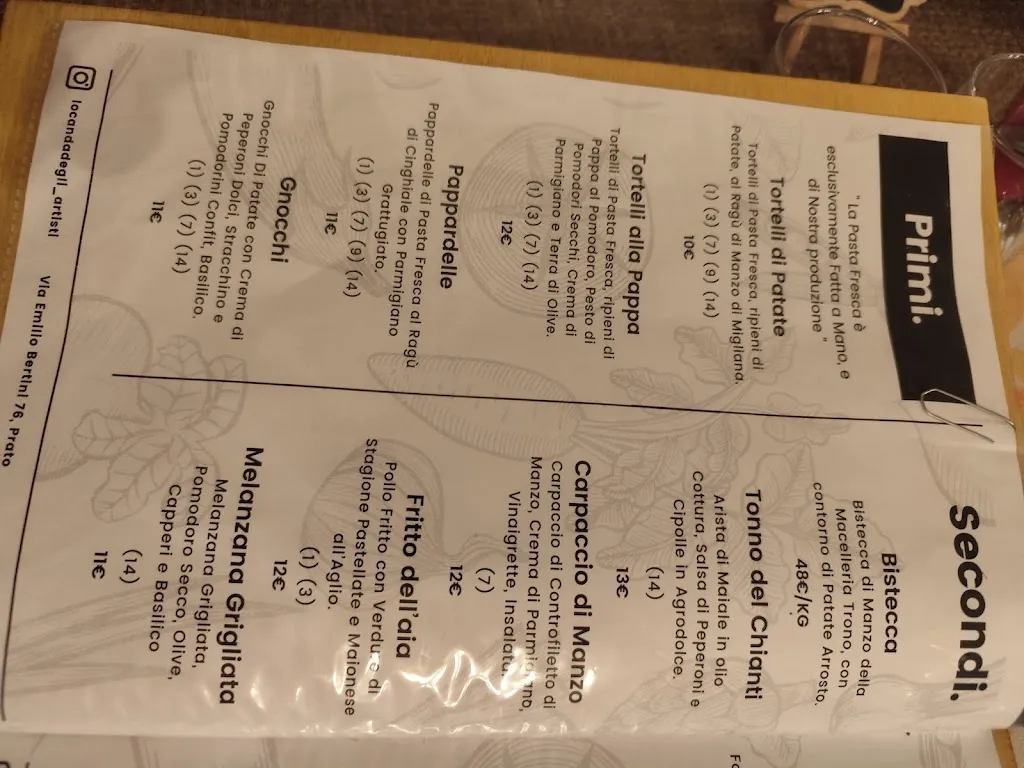 Primi.
" La Pasta Fresca è
esclusivamente Fatta a Mano, e
di Nostra produzione "
Tortelli di Patate
Tortelli di Pasta Fresca, ripieni di
Patate, al Ragù di Manzo di Migliana.
(1) (3) (7) (9) (14)
10€
Tortelli alla Pappa
Tortelli di Pasta Fresca, ripieni di
Pappa al Pomodoro, Pesto di
Pomodori Secchi, Crema di
Parmigiano e Terra di Olive.
(1) (3) (7) (14)
12€
Pappardelle
Pappardelle di Pasta Fresca al Ragù
di Cinghiale con Parmigiano
Grattugiato,
(1) (3) (7) (9) (14)
11€
Gnocchi
Gnocchi Di Patate con Crema di
Peperoni Dolci, Stracchino e
Pomodorini Confit, Basilico.
(1) (3) (7) (14)
11€
Secondi.
Bistecca
Bistecca di Manzo della
Macelleria Trono, con
contorno di Patate Arrosto.
48€/KG
Tonno del Chianti
Arista di Maiale in olio
Cottura, Salsa di Peperoni e
Cipolle in Agrodolce.
(14)
13€
Carpaccio di Manzo
Carpaccio di Controfiletto di
Manzo, Crema di Parmigiano,
Vinaigrette, Insalata.
(7)
12€
Fritto dell'aia
Pollo Fritto con Verdure di
Stagione Pastellate e Maionese
all'Aglio.
(1) (3)
12€
Melanzana Grigliata
Melanzana Grigliata,
Pomodoro Secco, Olive,
Capperi e Basilico
(14)
11€
locandadegli_artisti
Via Emilio Bertini 76, Prato